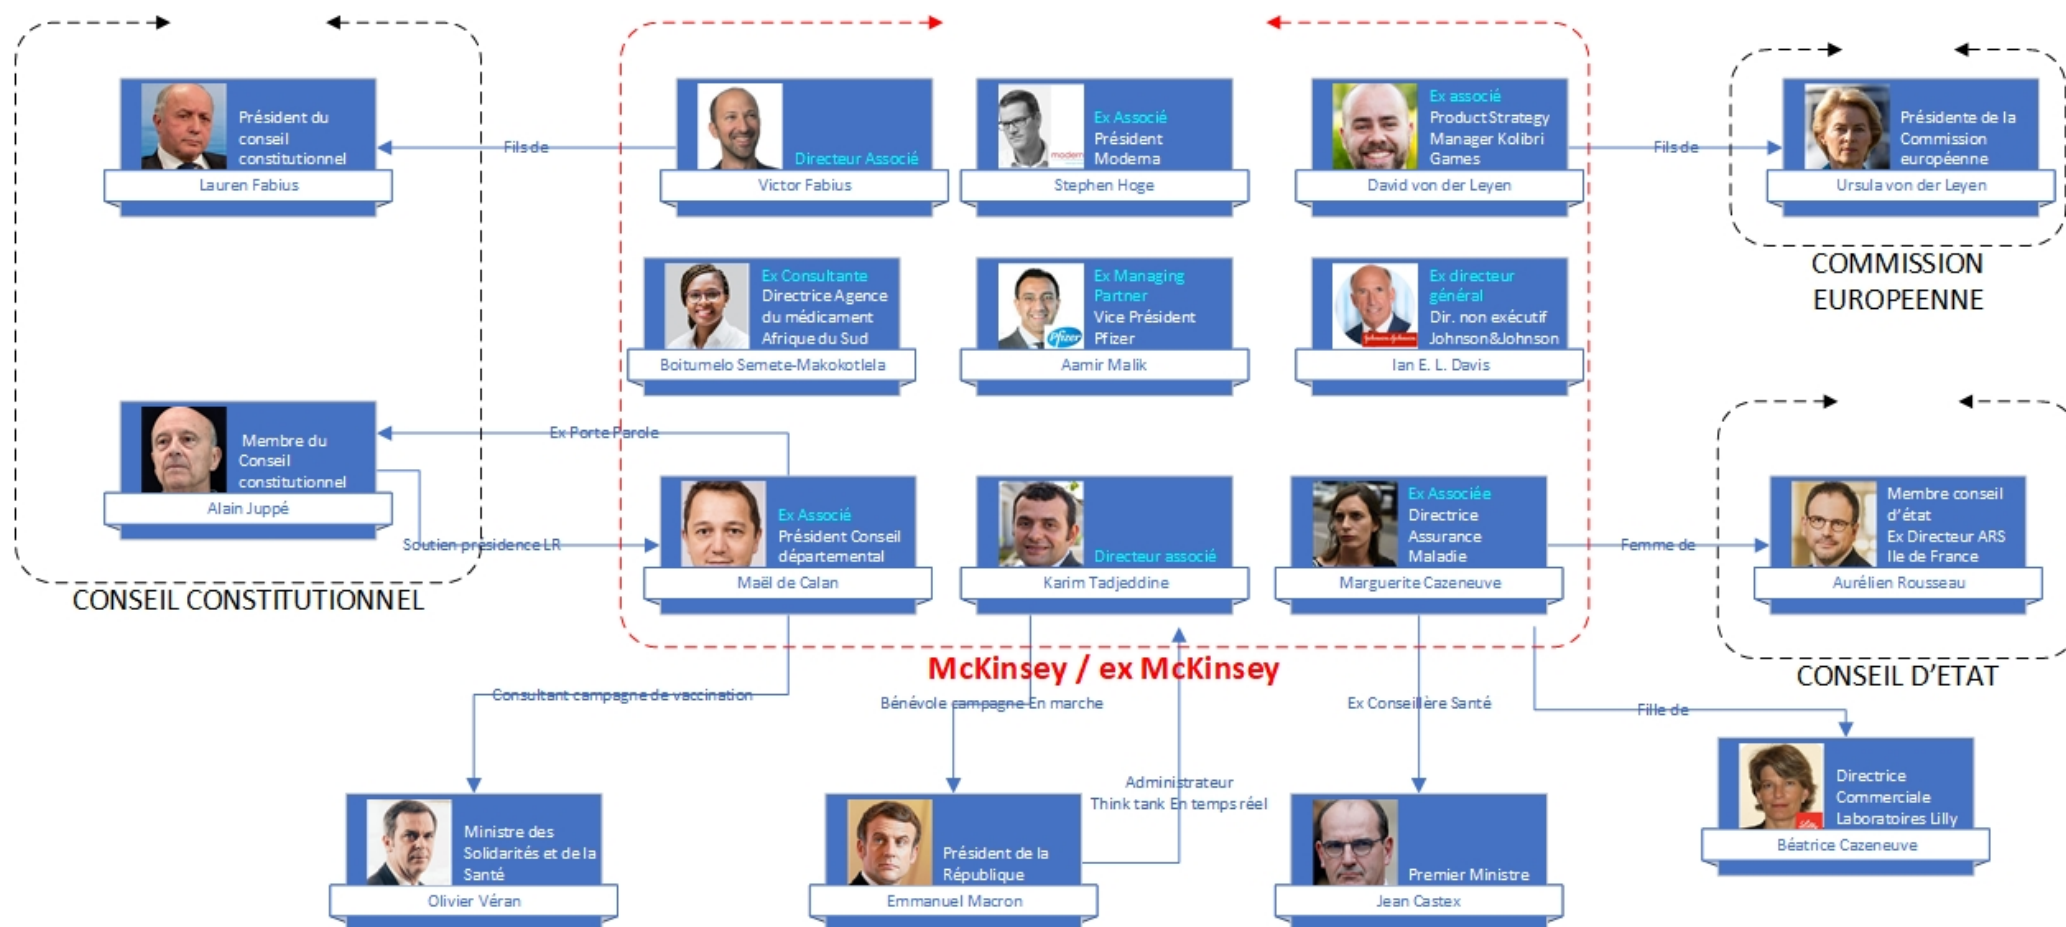 Président du
conseil
constitutionnel
Lauren Fabius
Fils de
Directeur Associé
Victor Fabius
Ex Associé
Président
Moderna
moderna
Stephen Hoge
Ex associé
Product Strategy
Manager Kolibri
Games
David von der Leyen
Fils de
Présidente de la
Commission
européenne
Ursula von der Leyen
COMMISSION
EUROPEENNE
Ex Consultante
Directrice Agence
du médicament
Afrique du Sud
Boitumelo Semete-Makokotlela
Ex Managing
Partner
Vice Président
Pfizer
Pfizer
Aamir Malik
Ex directeur
général
Dir. non exécutif
Johnson&Johnson
Johnson&Johnson
Ian E. L. Davis
Membre du
Conseil
constitutionnel
Alain Juppé
Ex Porte Parole
Soutien présidence LR
CONSEIL CONSTITUTIONNEL
Ex Associé
Président Conseil
départemental
Maël de Calan
Directeur associé
Karim Tadjeddine
Ex Associée
Directrice
Assurance
Maladie
Marguerite Cazeneuve
Femme de
Membre conseil
d'état
Ex Directeur ARS
Ile de France
Aurélien Rousseau
CONSEIL D'ETAT
McKinsey / ex McKinsey
Consultant campagne de vaccination
Bénévole campagne En marche
Administrateur
Think tank En temps réel
Ex Conseillère Santé
Fille de
Ministre des
Solidarités et de la
Santé
Olivier Véran
Président de la
République
Emmanuel Macron
Premier Ministre
Jean Castex
Directrice
Commerciale
Laboratoires Lilly
Lilly
Béatrice Cazeneuve